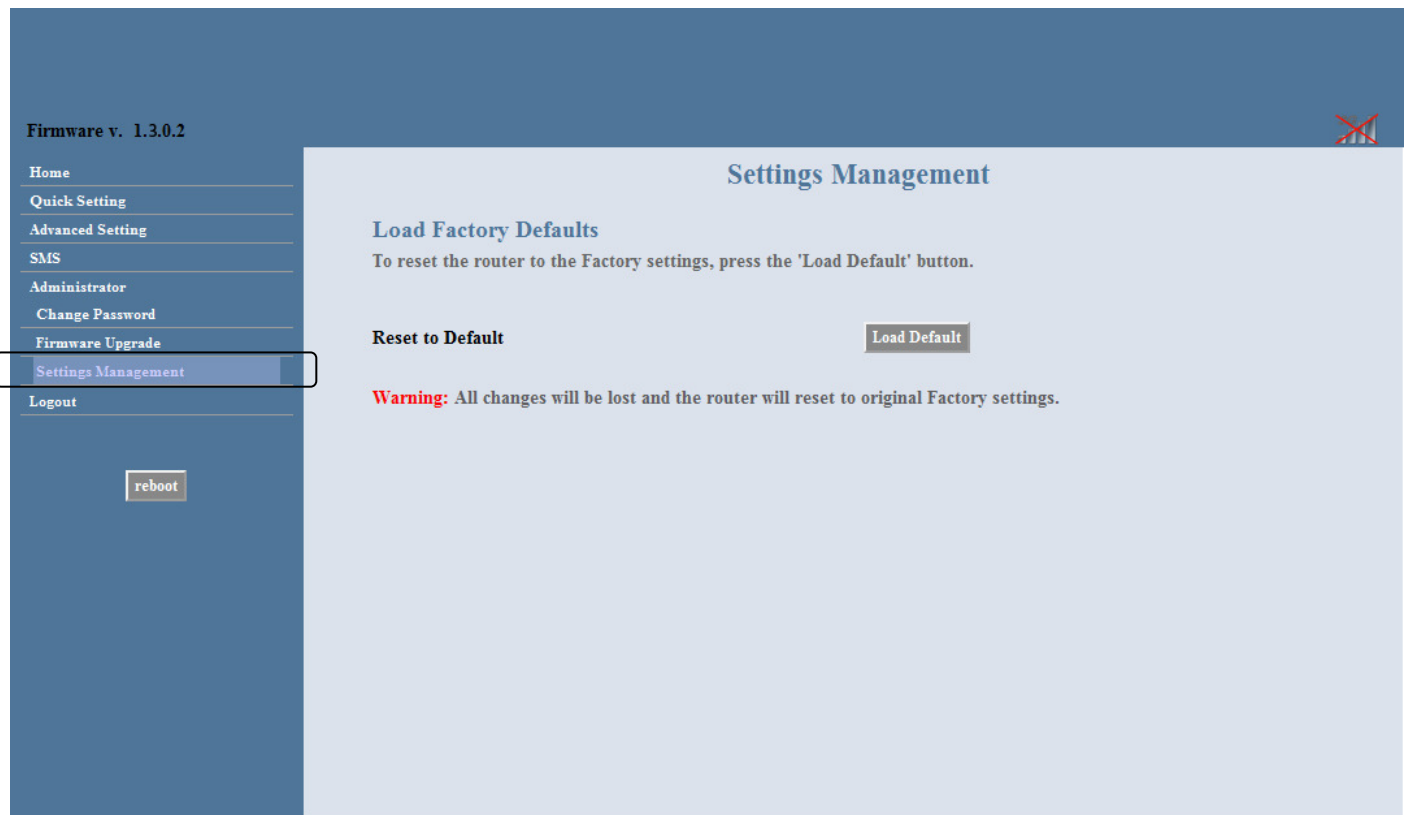 Firmware v. 1.3.0.2
Home
Quick Setting
Advanced Setting
SMS
Administrator
Change Password
Firmware Upgrade
Settings Management
Logout
reboot
Settings Management
Load Factory Defaults
To reset the router to the Factory settings, press the 'Load Default' button.
Reset to Default
Load Default
Warning: All changes will be lost and the router will reset to original Factory settings.